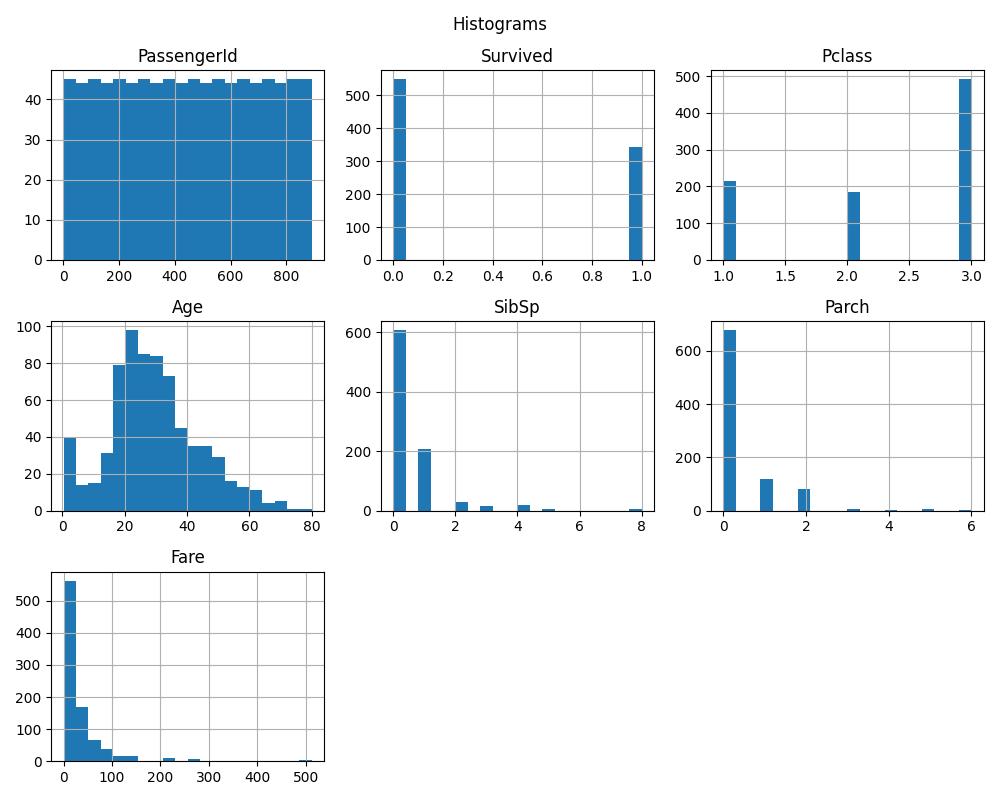 Histograms
PassengerId Survived Pclass
40 30 20 10 0
0 200 400 600 800
500 400 300 200 100 0
0.0 0.2 0.4 0.6 0.8 1.0
500 400 300 200 100 0
1.0 1.5 2.0 2.5 3.0
Age SibSp Parch
100 80 60 40 20 0
0 20 40 60 80
600 400 200 0
0 2 4 6 8
600 400 200 0
0 2 4 6
Fare
500 400 300 200 100 0
0 100 200 300 400 500